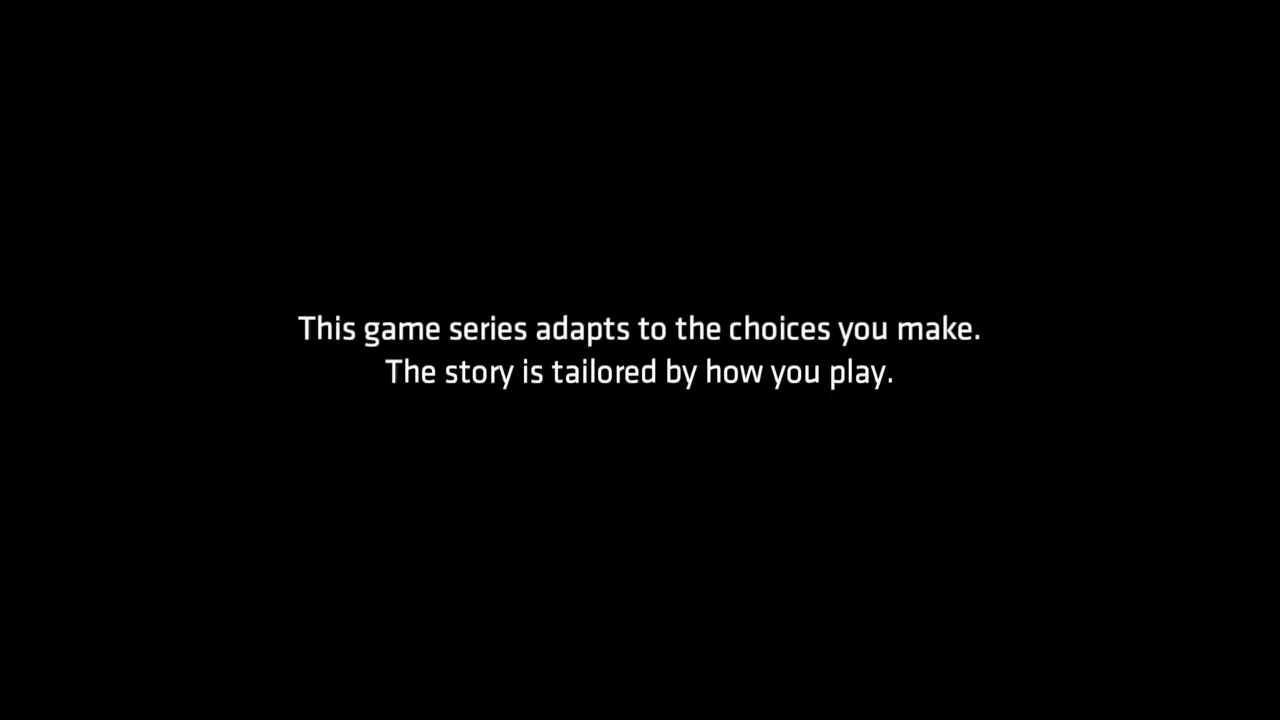 This game series adapts to the choices you make.
The story is tailored by how you play.